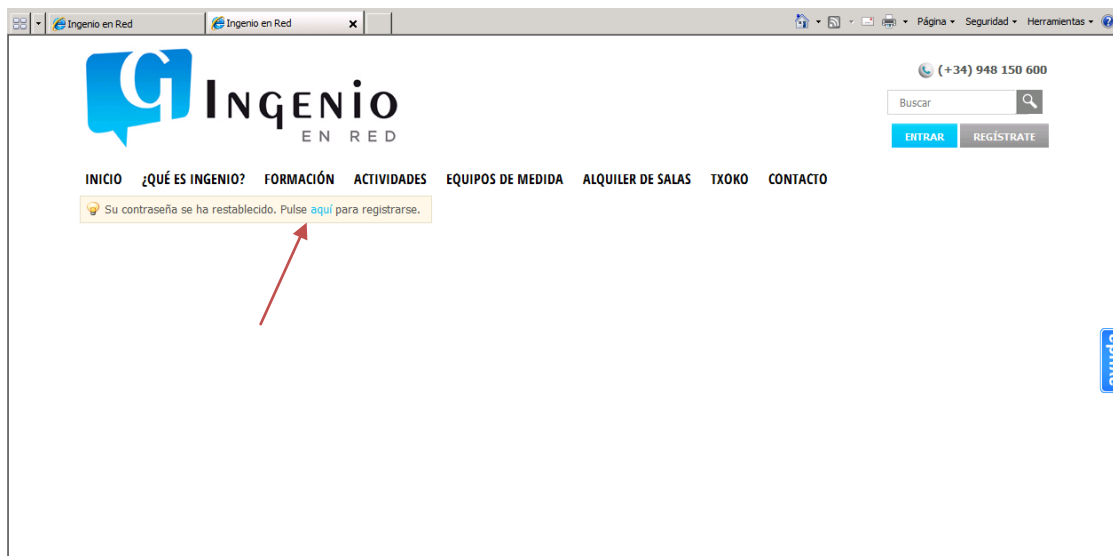 Ingenio en Red
Ingenio en Red
Página
Seguridad
Herramientas
INGENIO
EN RED
(+34) 948 150 600
Buscar
ENTRAR
REGÍSTRATE
INICIO ¿QUÉ ES INGENIO? FORMACIÓN ACTIVIDADES EQUIPOS DE MEDIDA ALQUILER DE SALAS TXOKO CONTACTO
Su contraseña se ha restablecido. Pulse aquí para registrarse.
ayuda